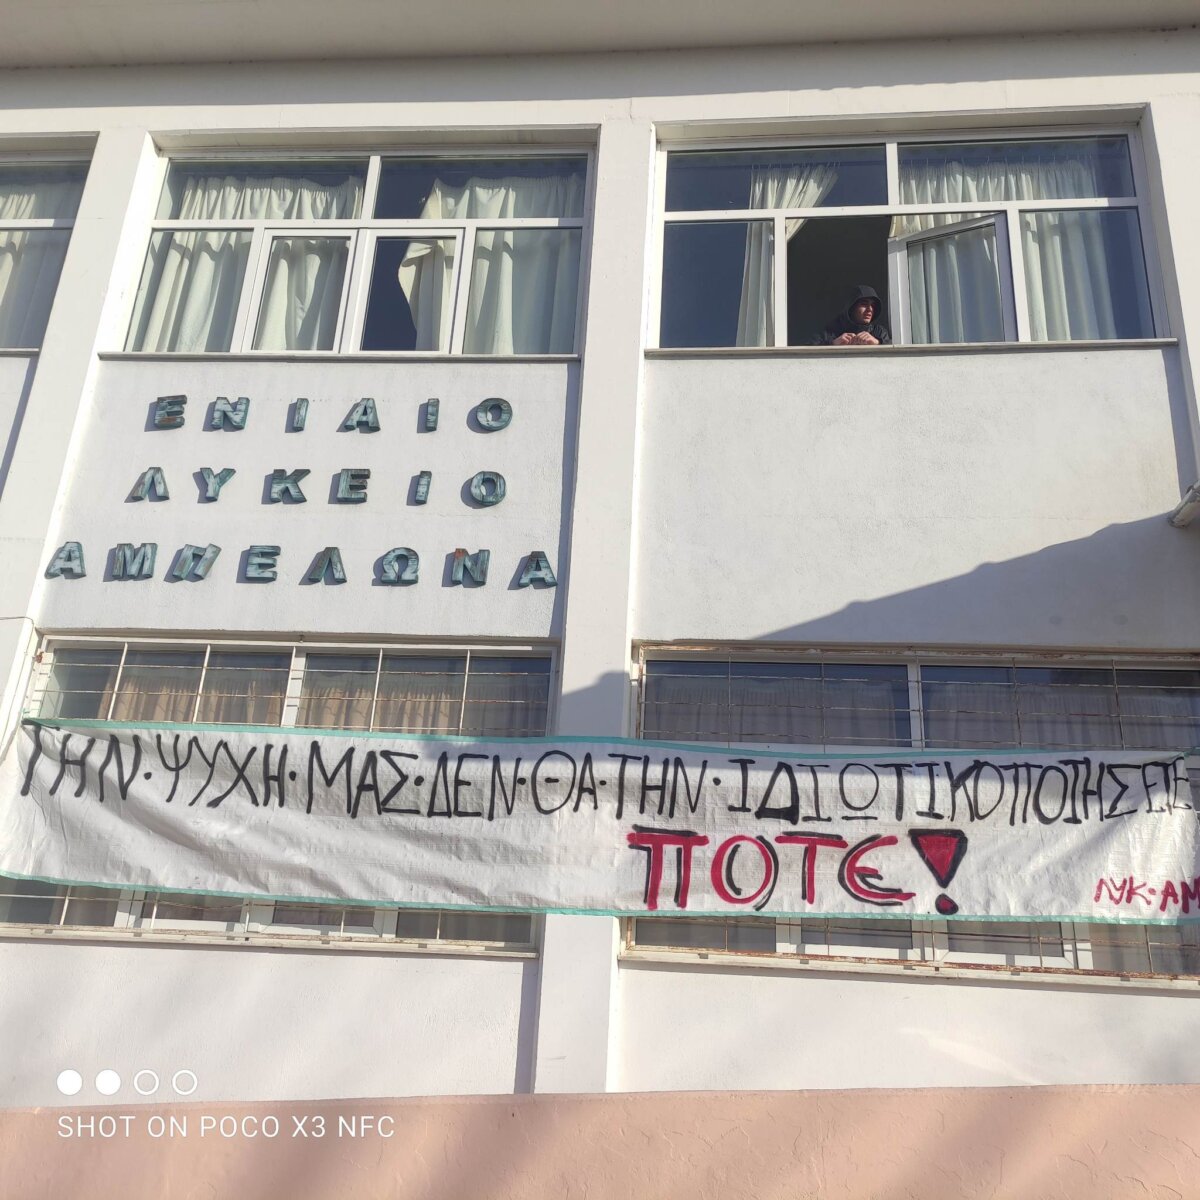 ΕΝΙΑΙΟ
ΛΥΚΕΙΟ
ΑΜΠΕΛΩΝΑ
ΤΗΝ·ΨΥΧΗ·ΜΑΣ·ΔΕΝ·ΘΑ·ΤΗΝ·ΙΔΙΩΤΙΚΟΠΟΙΗΣΕΤΕ
ΠΟΤΕ!
ΛΥΚ·ΑΜ
SHOT ON POCO X3 NFC